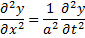 ∂²y/∂x² = 1/a² ∂²y/∂t²